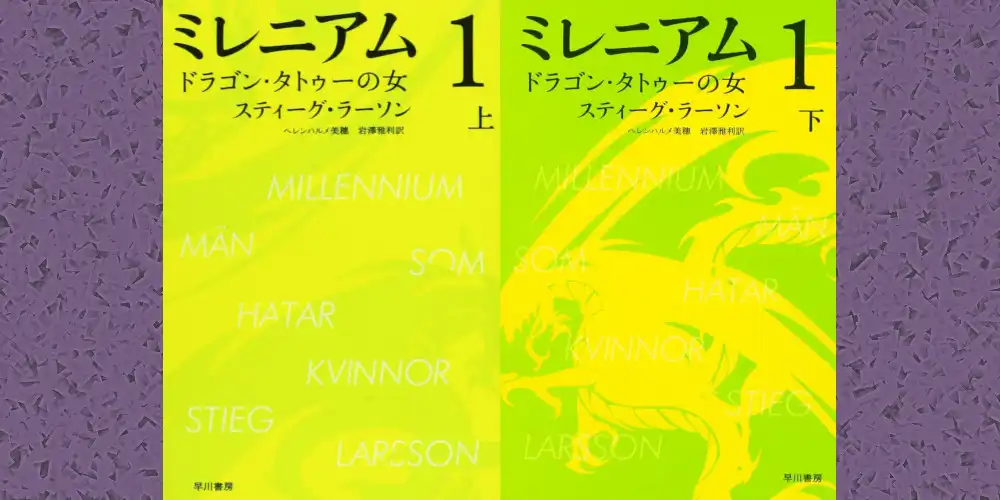 ミレニアム 1
ドラゴン・タトゥーの女
スティーグ・ラーソン
上
ヘレンハルメ美穂 岩澤雅利訳
MILLENNIUM
MÄN
SOM
HATAR
KVINNOR
STIEG
LARSSON
早川書房
ミレニアム 1
ドラゴン・タトゥーの女
スティーグ・ラーソン
下
ヘレンハルメ美穂 岩澤雅利訳
MILLENNIUM
MÄN
SOM
HATAR
KVINNOR
STIEG
LARSSON
早川書房